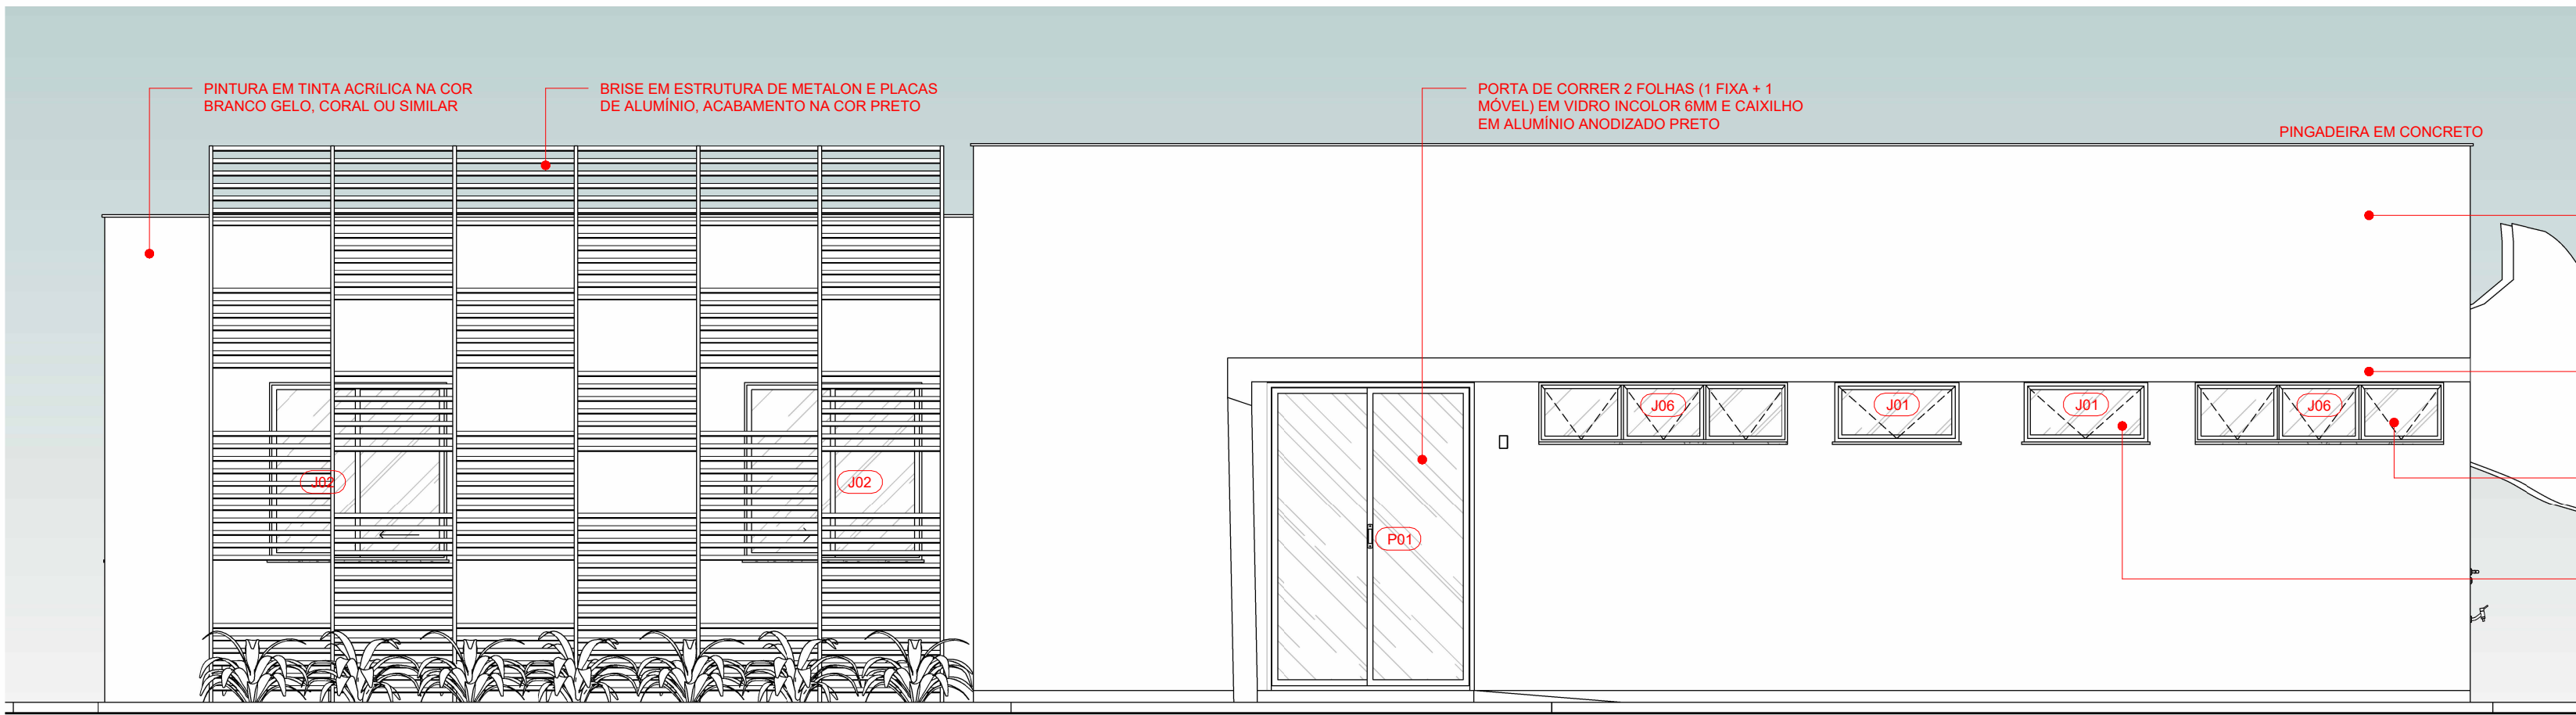 PINTURA EM TINTA ACRÍLICA NA COR
BRANCO GELO, CORAL OU SIMILAR
BRISE EM ESTRUTURA DE METALON E PLACAS
DE ALUMÍNIO, ACABAMENTO NA COR PRETO
PORTA DE CORRER 2 FOLHAS (1 FIXA + 1
MÓVEL) EM VIDRO INCOLOR 6MM E CAIXILHO
EM ALUMÍNIO ANODIZADO PRETO
PINGADEIRA EM CONCRETO
J06
J01
J01
J06
J02
J02
P01